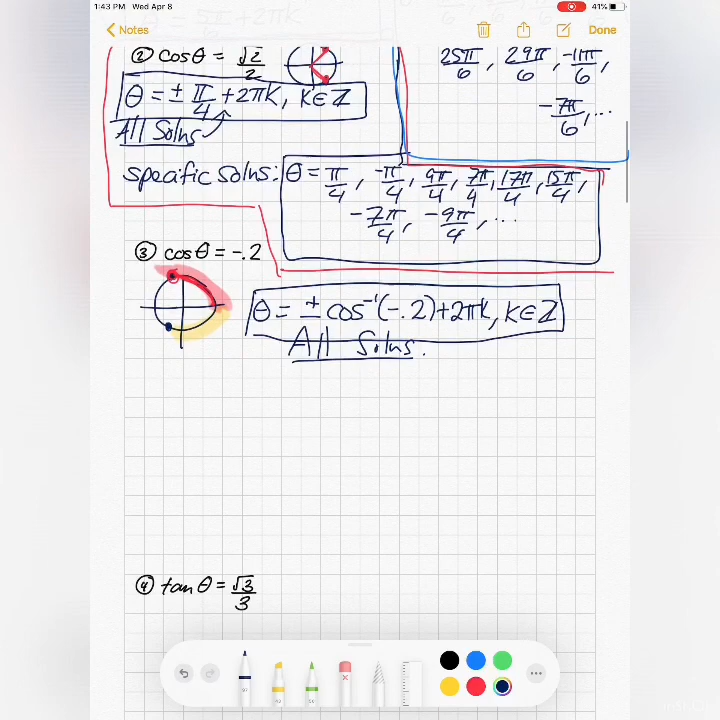 1:43 PM Wed Apr 8
41%
Notes
Done
② cosθ = √2/2
θ = ± π/4 + 2πk, k∈ℤ
All Solns
25π/6, 29π/6, -11π/6,
-7π/6, ...
specific solns: θ = π/4, -π/4, 9π/4, 7π/4, 17π/4, 15π/4,
-7π/4, -9π/4, ...
③ cosθ = -.2
θ = ± cos⁻¹(-.2) + 2πk, k∈ℤ
All Solns.
④ tanθ = √3/3